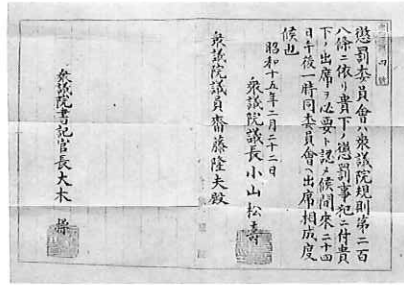 懲罰委員會ハ衆議院規則第二百
八條ニ依リ貴下ノ懲罰事犯ニ付貴
下ノ出席ヲ必要ト認メ候間來二十四
日午後一時同委員會ヘ出席相成度
候也
昭和十五年二月二十二日
衆議院議長小山松壽
衆議院議員齋藤隆夫殿
衆議院書記官長大木操